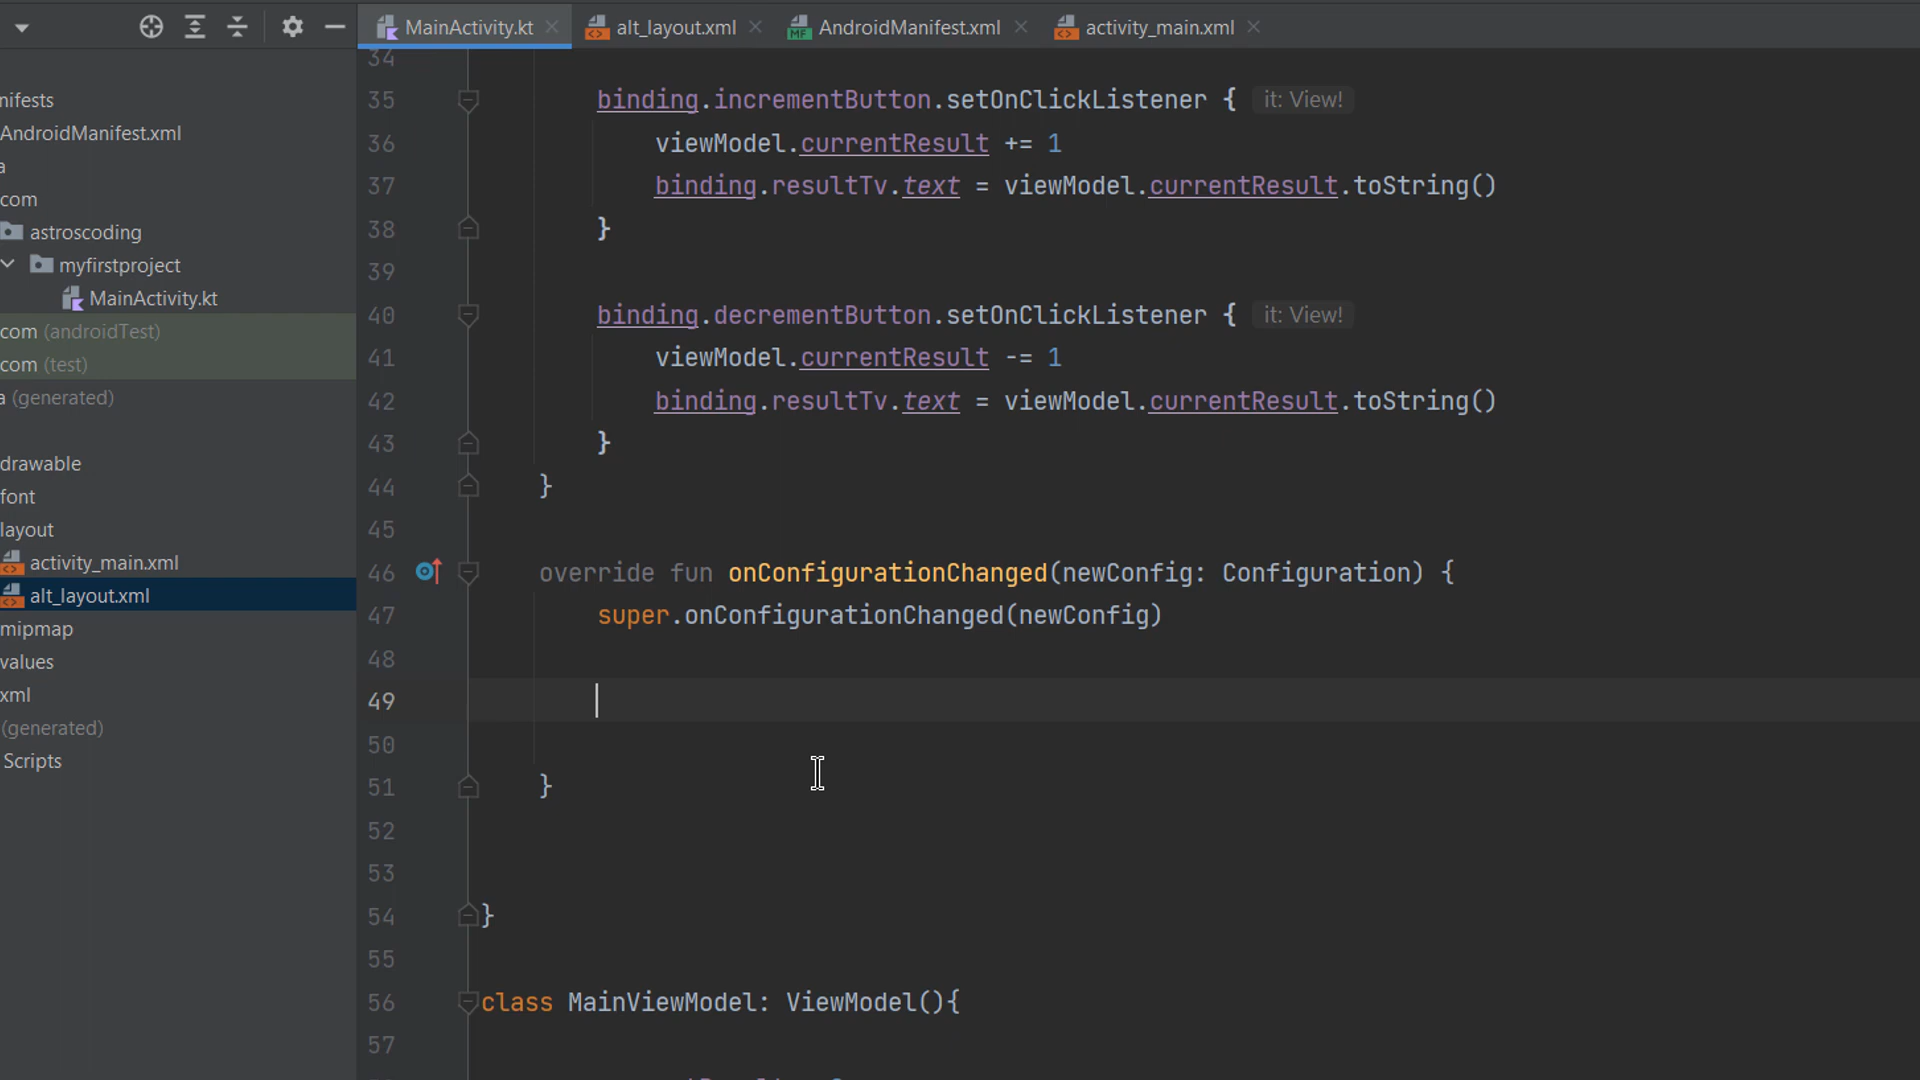 MainActivity.kt
alt_layout.xml
AndroidManifest.xml
activity_main.xml
nifests
AndroidManifest.xml
a
com
astroscoding
myfirstproject
MainActivity.kt
com (androidTest)
com (test)
a (generated)
drawable
font
layout
activity_main.xml
alt_layout.xml
mipmap
values
xml
(generated)
Scripts
34
35 binding.incrementButton.setOnClickListener { it: View!
36 viewModel.currentResult += 1
37 binding.resultTv.text = viewModel.currentResult.toString()
38 }
39
40 binding.decrementButton.setOnClickListener { it: View!
41 viewModel.currentResult -= 1
42 binding.resultTv.text = viewModel.currentResult.toString()
43 }
44 }
45
46 override fun onConfigurationChanged(newConfig: Configuration) {
47 super.onConfigurationChanged(newConfig)
48
49
50
51 }
52
53
54 }
55
56 class MainViewModel: ViewModel(){
57